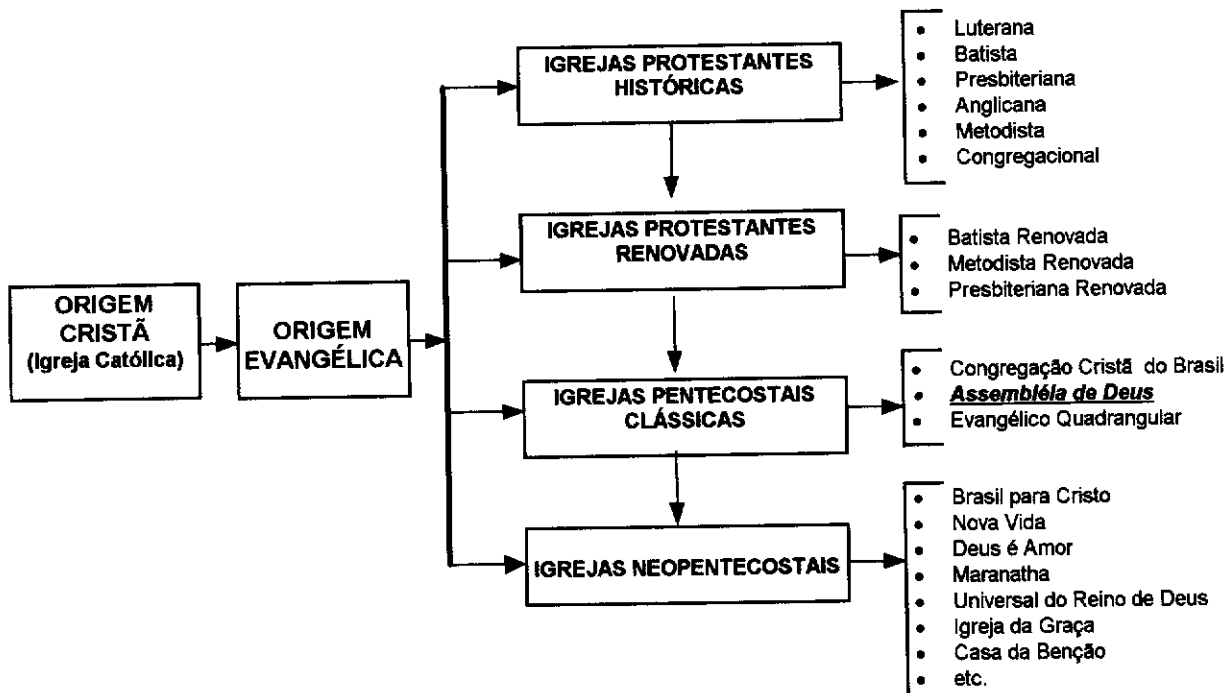 ORIGEM
CRISTÃ
(Igreja Católica)
ORIGEM
EVANGÉLICA
IGREJAS PROTESTANTES
HISTÓRICAS
• Luterana
• Batista
• Presbiteriana
• Anglicana
• Metodista
• Congregacional
IGREJAS PROTESTANTES
RENOVADAS
• Batista Renovada
• Metodista Renovada
• Presbiteriana Renovada
IGREJAS PENTECOSTAIS
CLÁSSICAS
• Congregação Cristã do Brasil
• Assembléia de Deus
• Evangélico Quadrangular
IGREJAS NEOPENTECOSTAIS
• Brasil para Cristo
• Nova Vida
• Deus é Amor
• Maranatha
• Universal do Reino de Deus
• Igreja da Graça
• Casa da Benção
• etc.